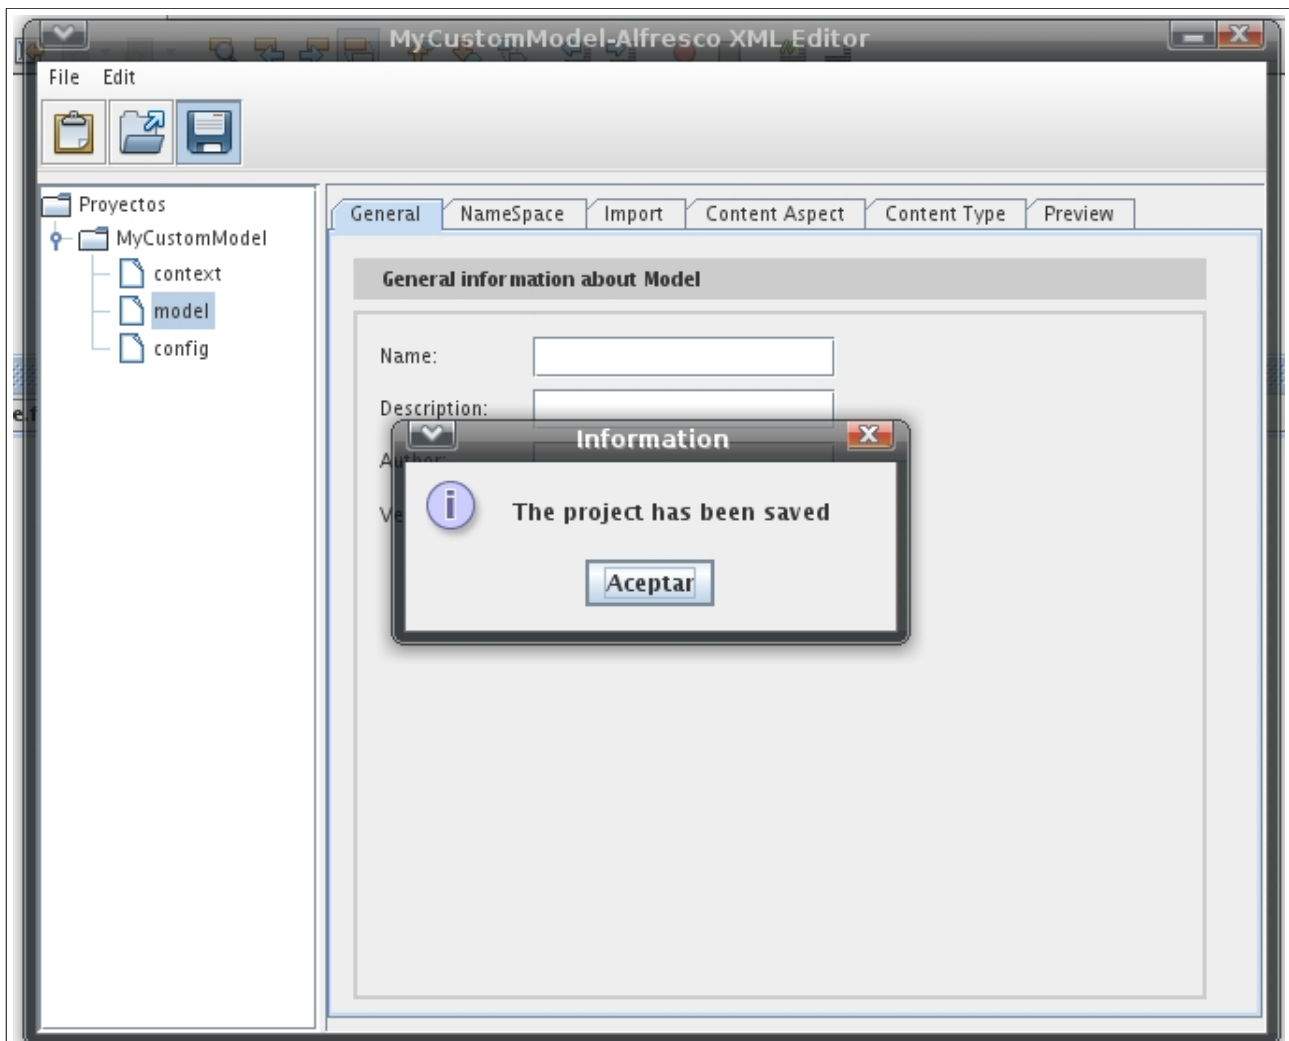 MyCustomModel-Alfresco XML Editor
File Edit
Proyectos
MyCustomModel
context
model
config
General NameSpace Import Content Aspect Content Type Preview
General information about Model
Name:
Description:
Author:
Information
The project has been saved
Aceptar